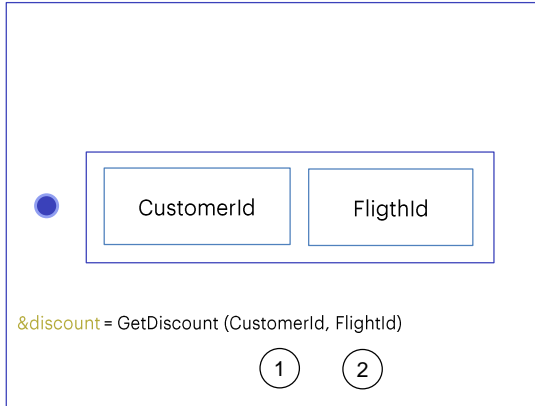 CustomerId FligthId
&discount = GetDiscount (CustomerId, FlightId)
1 2